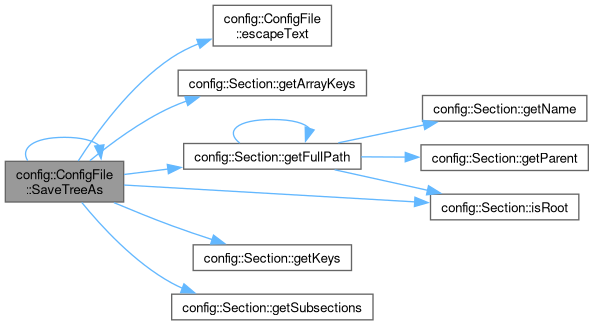 config::ConfigFile
::escapeText
config::Section::getArrayKeys
config::Section::getName
config::Section::getFullPath
config::Section::getParent
config::ConfigFile
::SaveTreeAs
config::Section::isRoot
config::Section::getKeys
config::Section::getSubsections